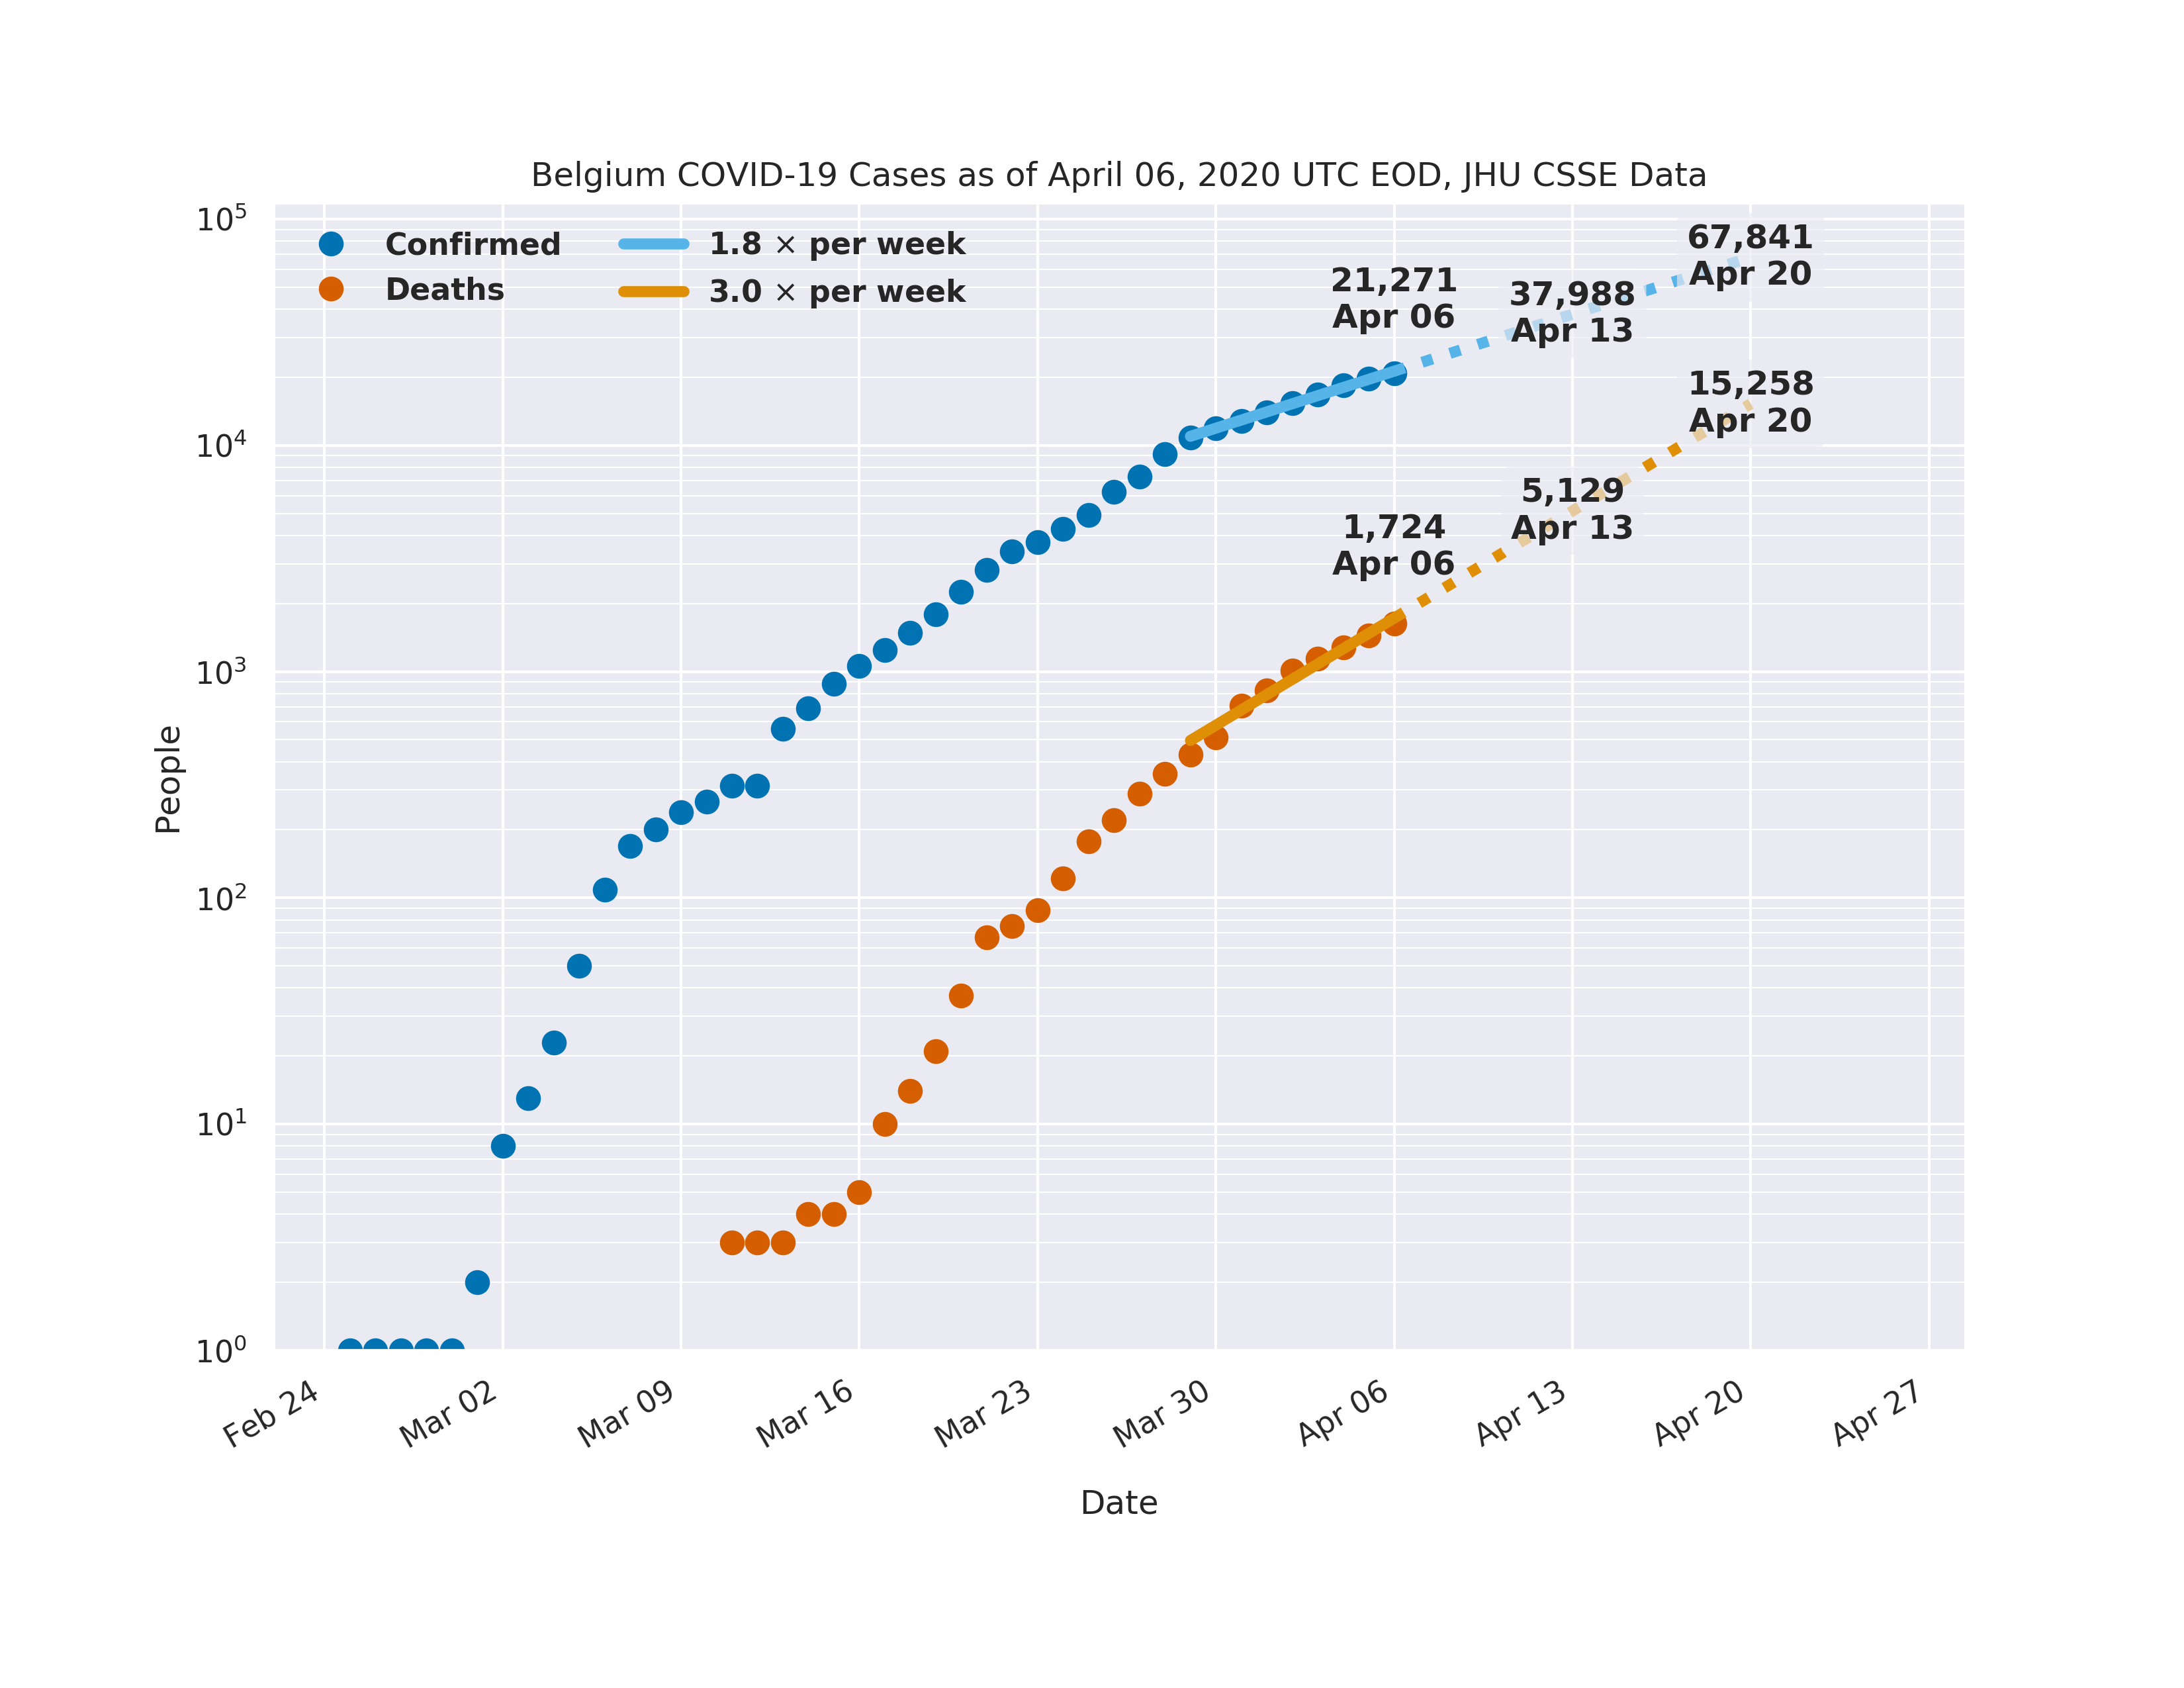 Belgium COVID-19 Cases as of April 06, 2020 UTC EOD, JHU CSSE Data
Confirmed
Deaths
1.8 × per week
3.0 × per week
67,841
Apr 20
21,271
Apr 06
37,988
Apr 13
15,258
Apr 20
5,129
Apr 13
1,724
Apr 06
People
10⁵
10⁴
10³
10²
10¹
10⁰
Feb 24
Mar 02
Mar 09
Mar 16
Mar 23
Mar 30
Apr 06
Apr 13
Apr 20
Apr 27
Date